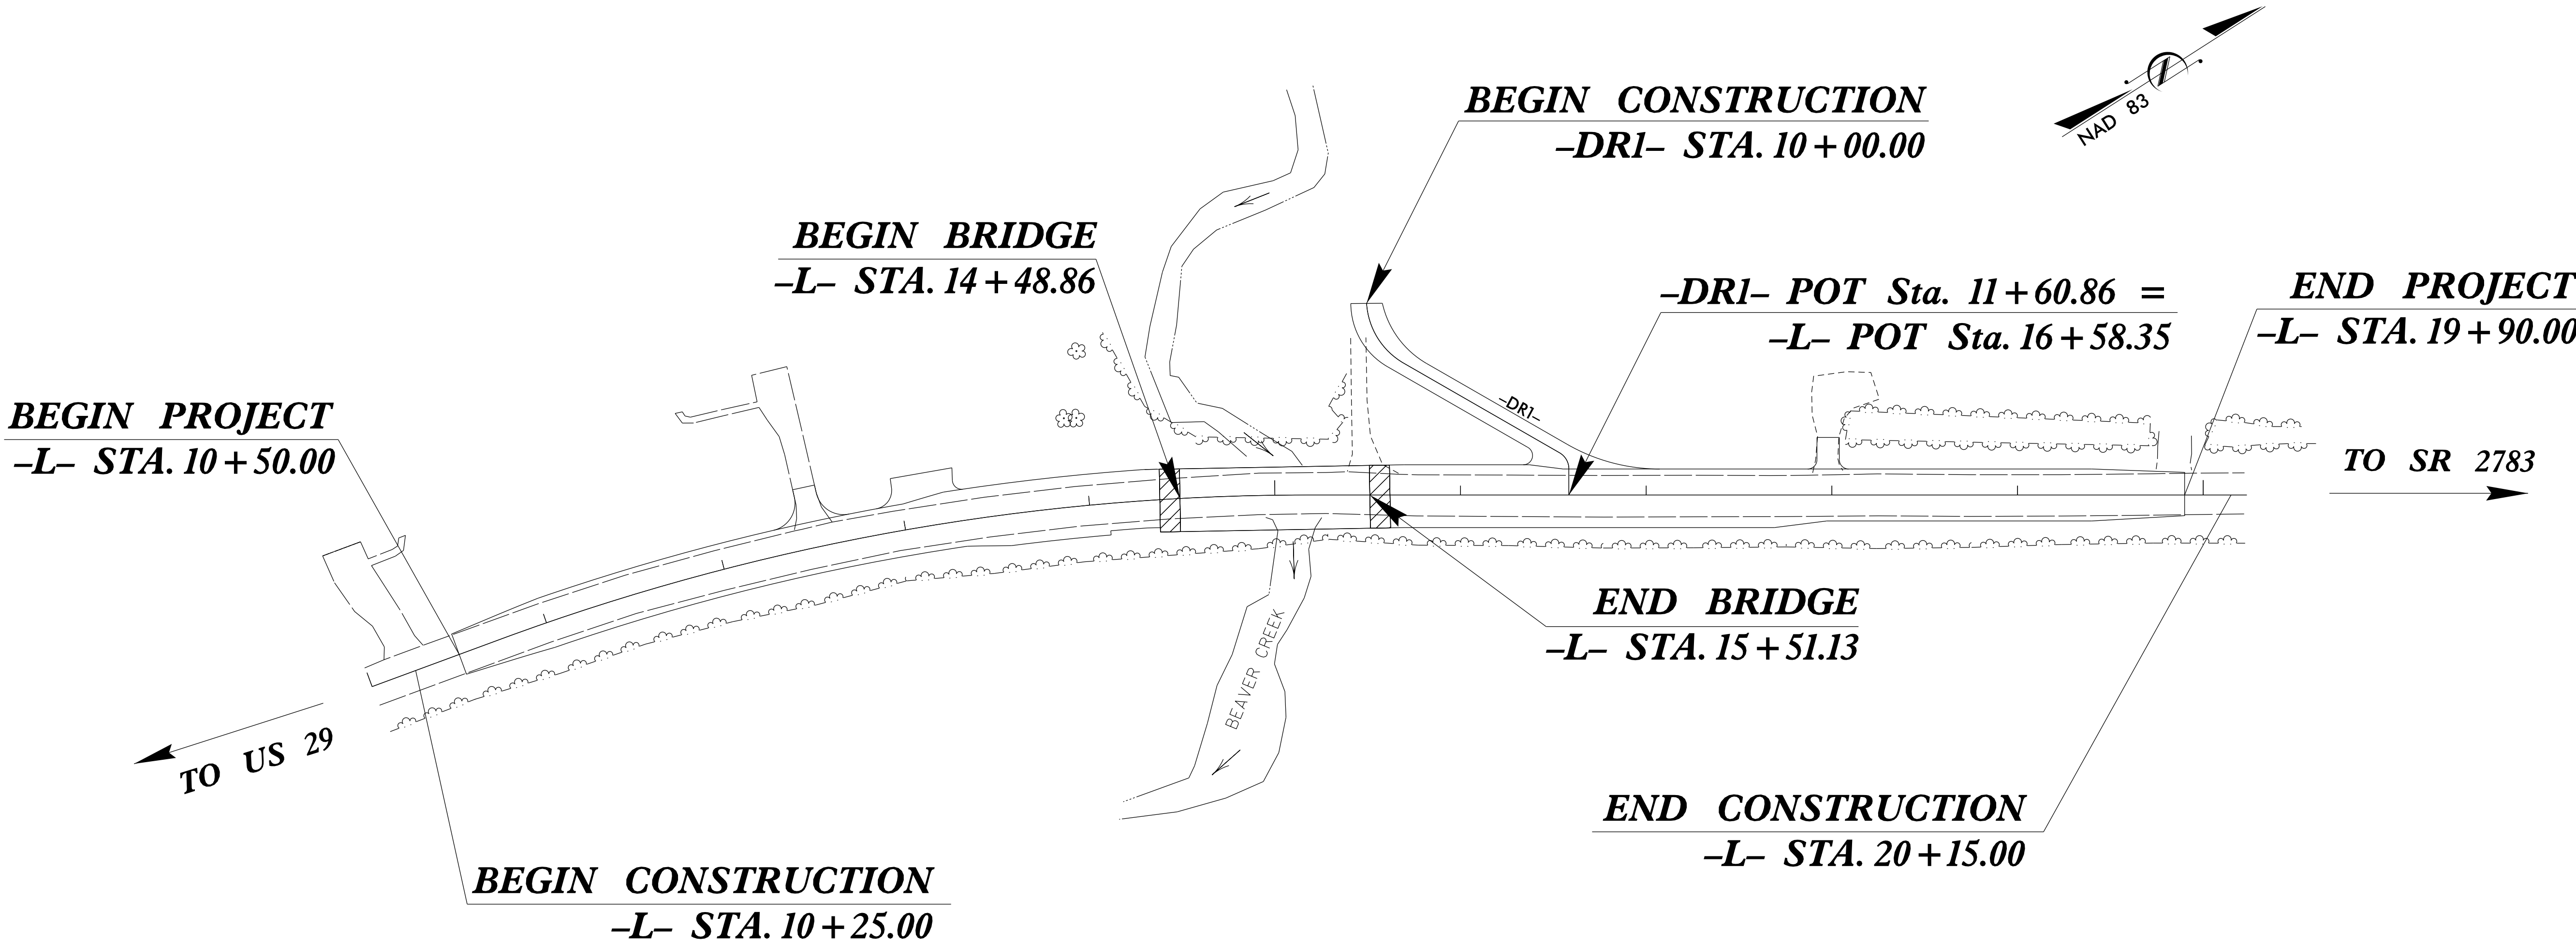 NAD 83
BEGIN CONSTRUCTION
–DR1– STA. 10+00.00
BEGIN BRIDGE
–L– STA. 14+48.86
–DR1– POT Sta. 11+60.86 =
–L– POT Sta. 16+58.35
END PROJECT
–L– STA. 19+90.00
BEGIN PROJECT
–L– STA. 10+50.00
–DR1–
TO SR 2783
END BRIDGE
–L– STA. 15+51.13
BEAVER CREEK
TO US 29
END CONSTRUCTION
–L– STA. 20+15.00
BEGIN CONSTRUCTION
–L– STA. 10+25.00